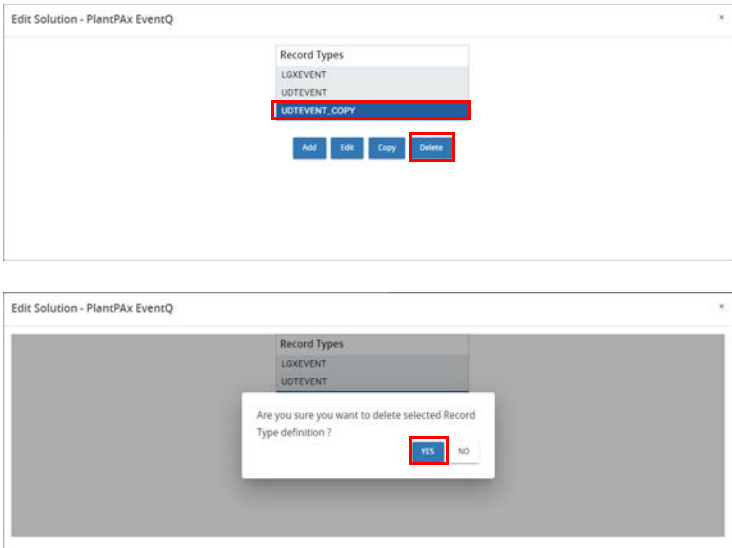 Edit Solution - PlantPAx EventQ ×
Record Types
LGXEVENT
UDTEVENT
UDTEVENT_COPY
Add Edit Copy Delete
Edit Solution - PlantPAx EventQ ×
Record Types
LGXEVENT
UDTEVENT
Are you sure you want to delete selected Record
Type definition ?
YES NO